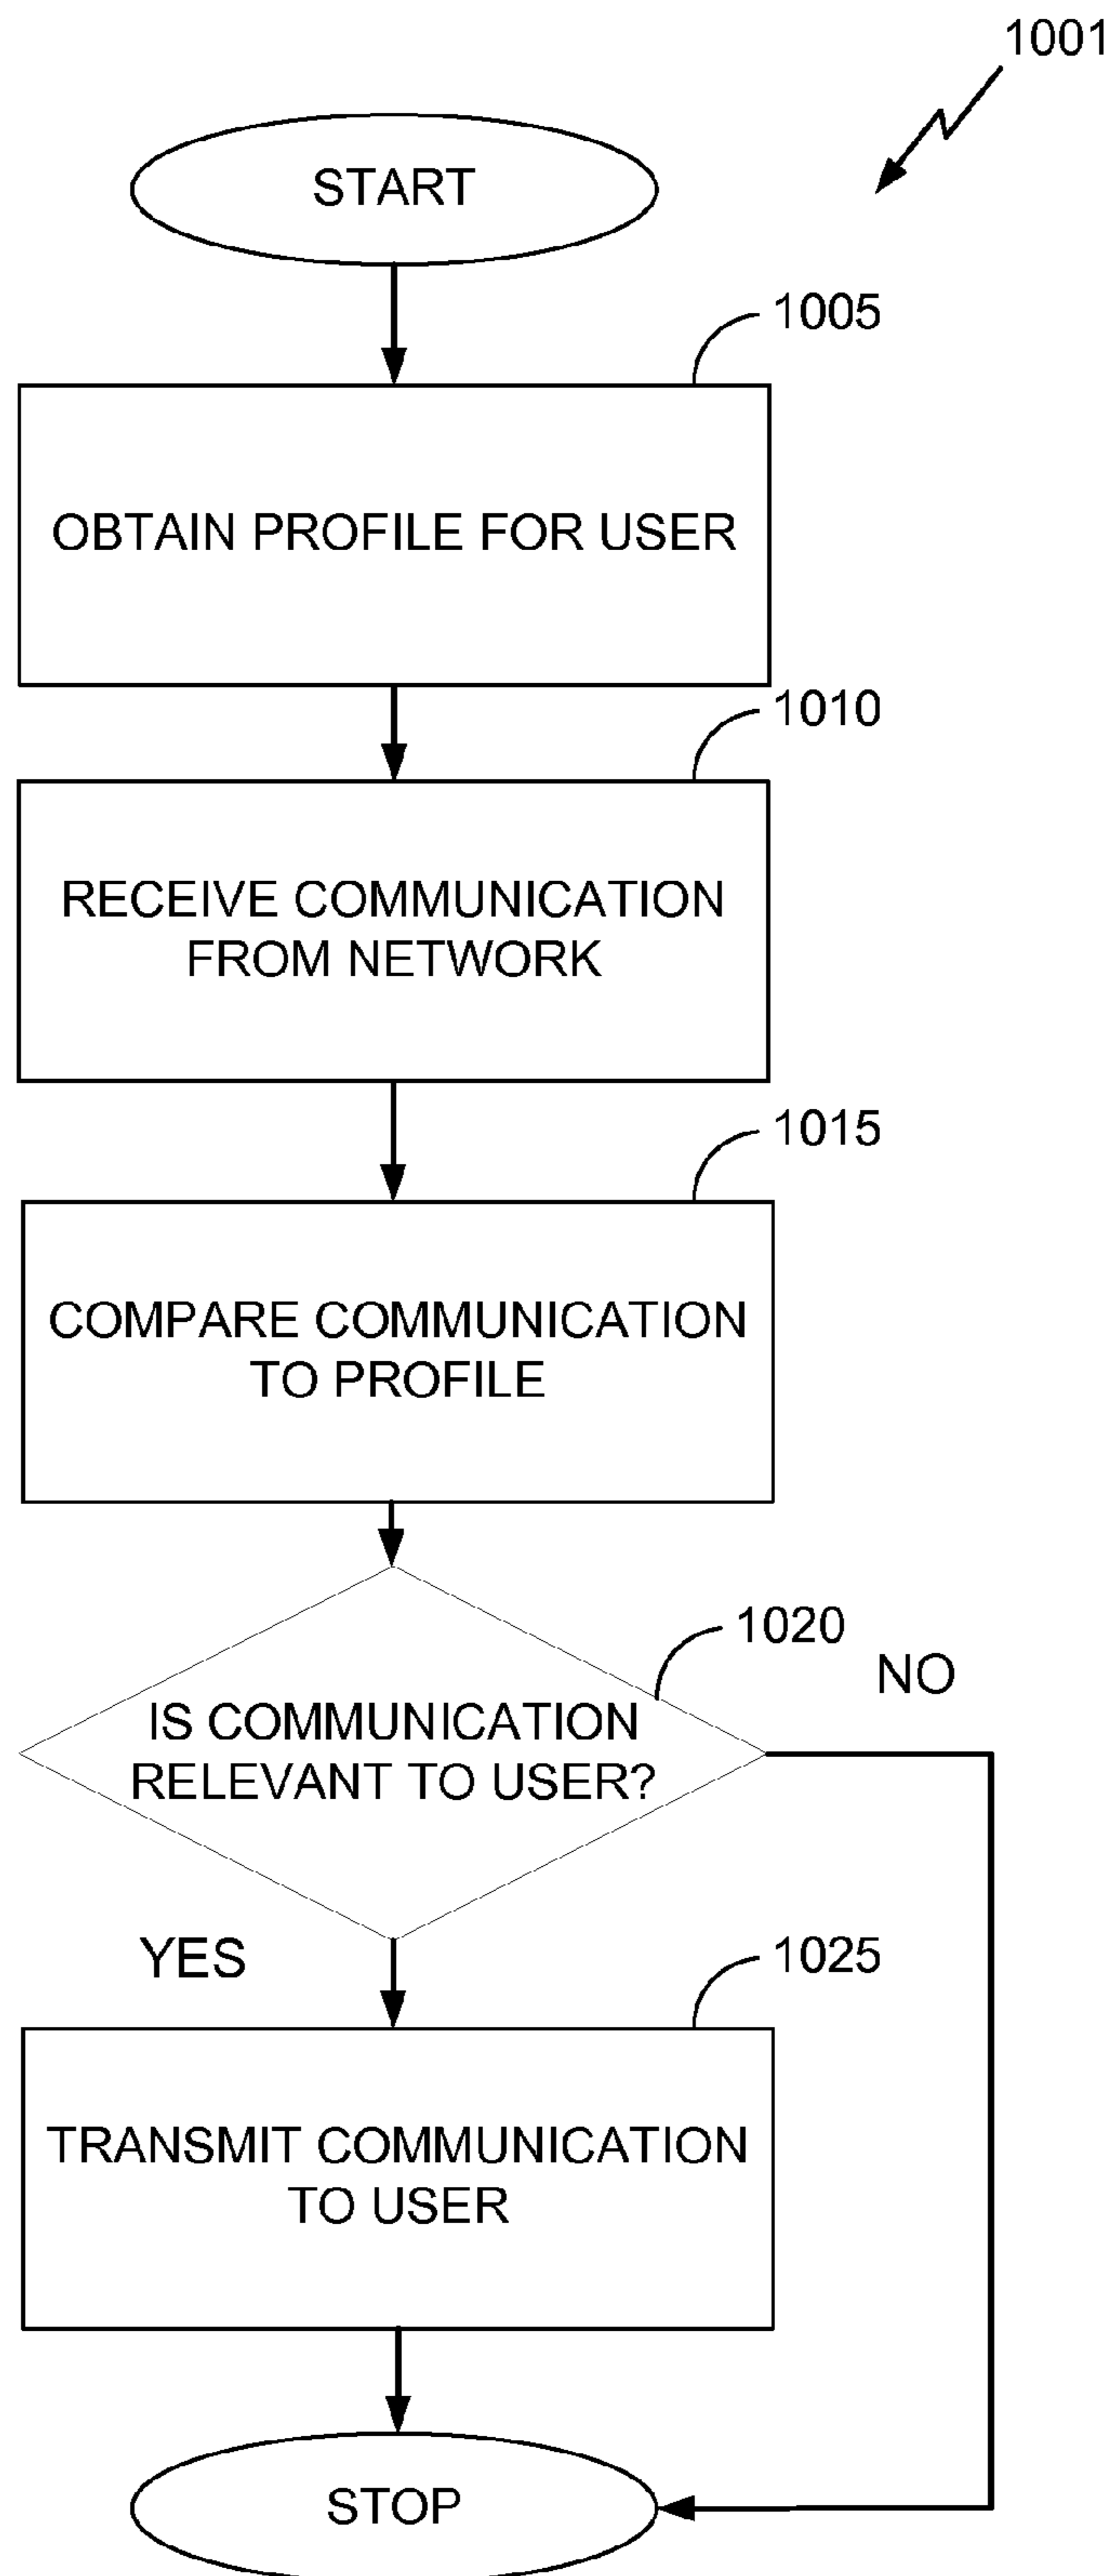 1001
START
1005
OBTAIN PROFILE FOR USER
1010
RECEIVE COMMUNICATION
FROM NETWORK
1015
COMPARE COMMUNICATION
TO PROFILE
1020
NO
IS COMMUNICATION
RELEVANT TO USER?
YES
1025
TRANSMIT COMMUNICATION
TO USER
STOP